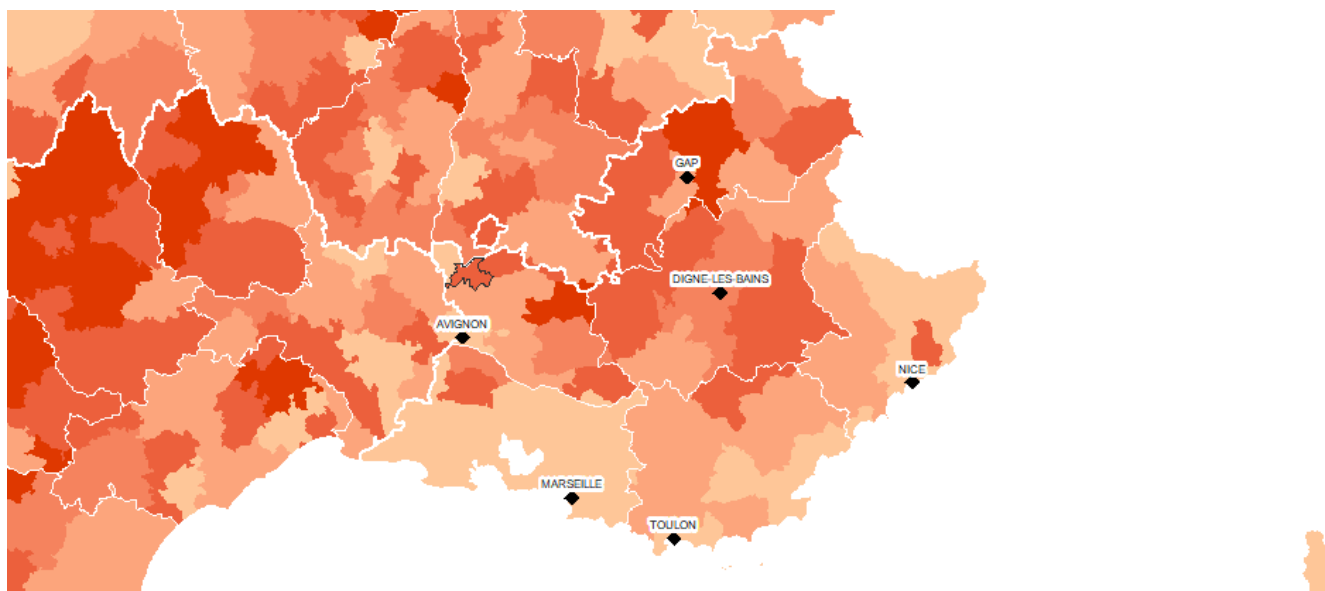 GAP
DIGNE-LES-BAINS
AVIGNON
NICE
MARSEILLE
TOULON